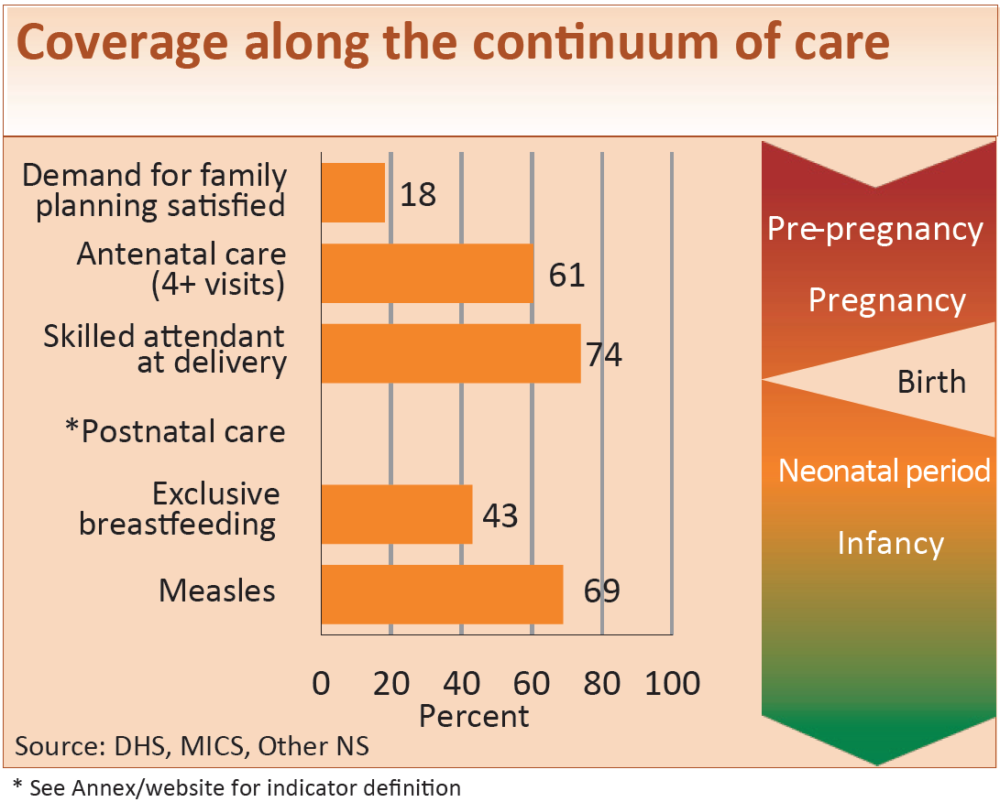 Coverage along the continuum of care
Demand for family
planning satisfied
18
Antenatal care
(4+ visits)
61
Skilled attendant
at delivery
74
*Postnatal care
Exclusive
breastfeeding
43
Measles
69
0 20 40 60 80 100
Percent
Pre-pregnancy
Pregnancy
Birth
Neonatal period
Infancy
Source: DHS, MICS, Other NS
* See Annex/website for indicator definition